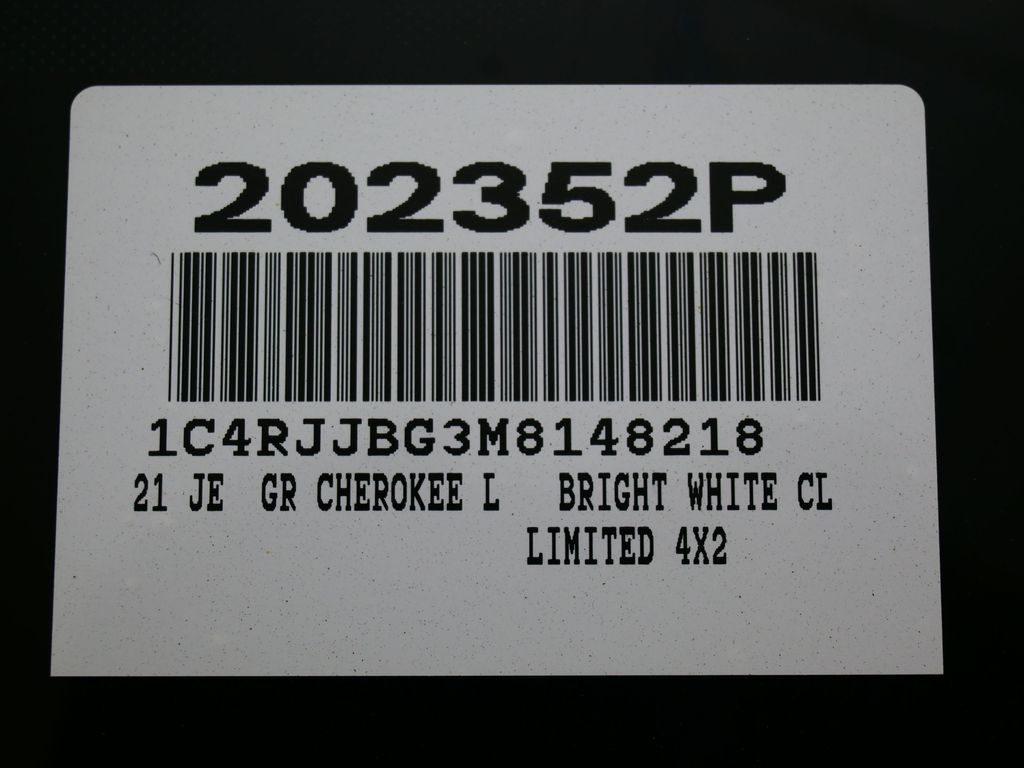 202352P
1C4RJJBG3M8148218
21 JE GR CHEROKEE L BRIGHT WHITE CL
LIMITED 4X2